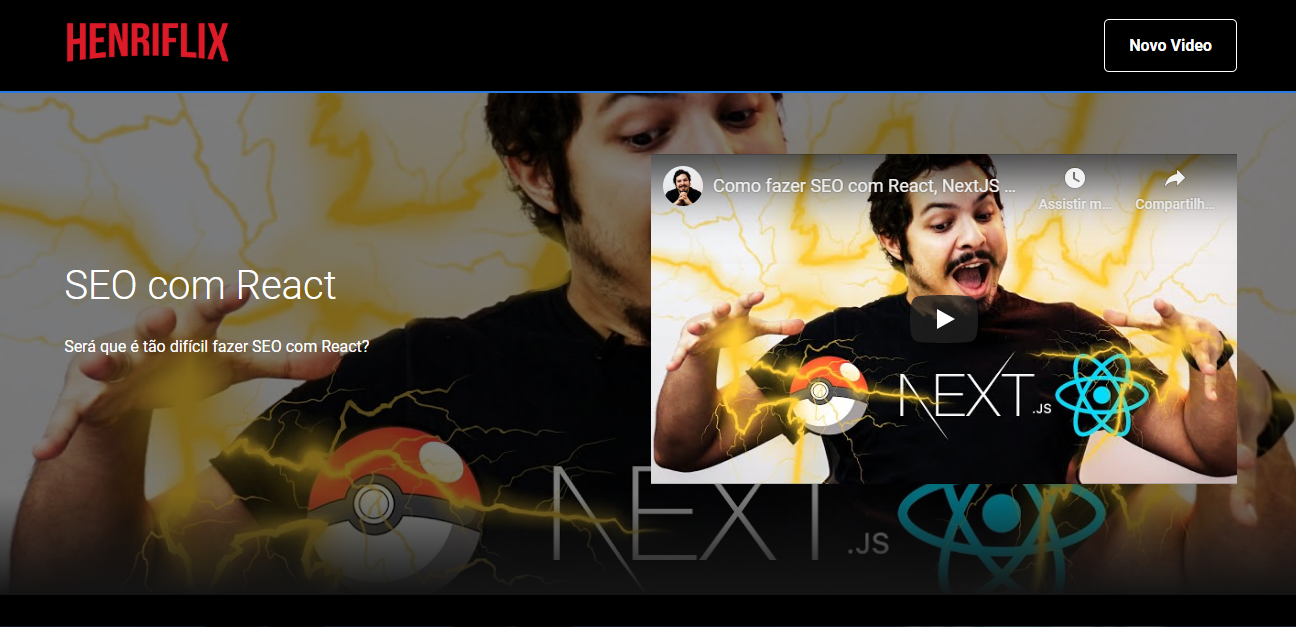 HENRIFLIX
Novo Video
Como fazer SEO com React, NextJS ...
Assistir m...
Compartilh...
SEO com React
Será que é tão difícil fazer SEO com React?
NEXT.JS
NEXT.JS